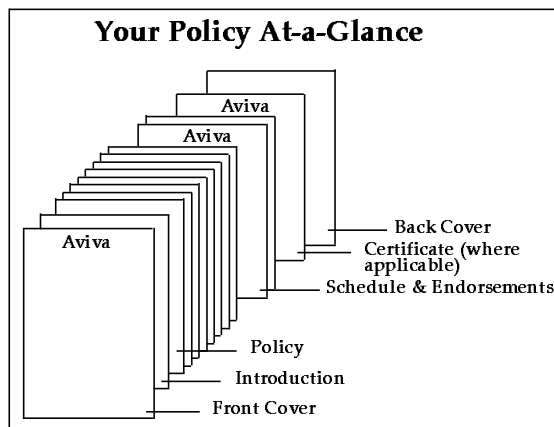 Your Policy At-a-Glance
Aviva
Aviva
Aviva
Back Cover
Certificate (where
applicable)
Schedule & Endorsements
Policy
Introduction
Front Cover